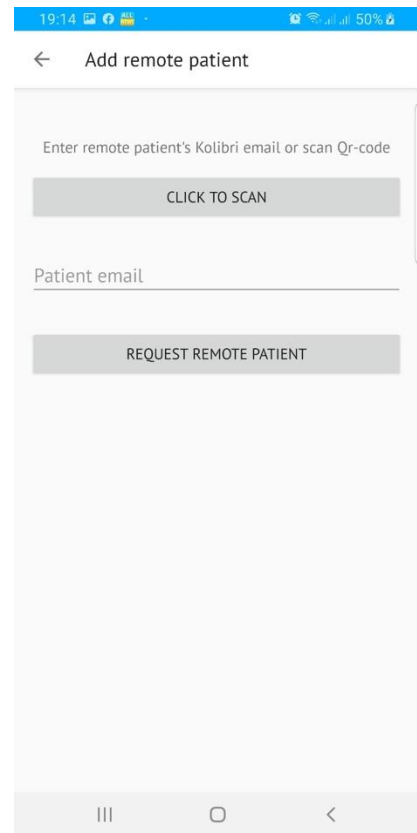 19:14 50%
Add remote patient
Enter remote patient's Kolibri email or scan Qr-code
CLICK TO SCAN
Patient email
REQUEST REMOTE PATIENT